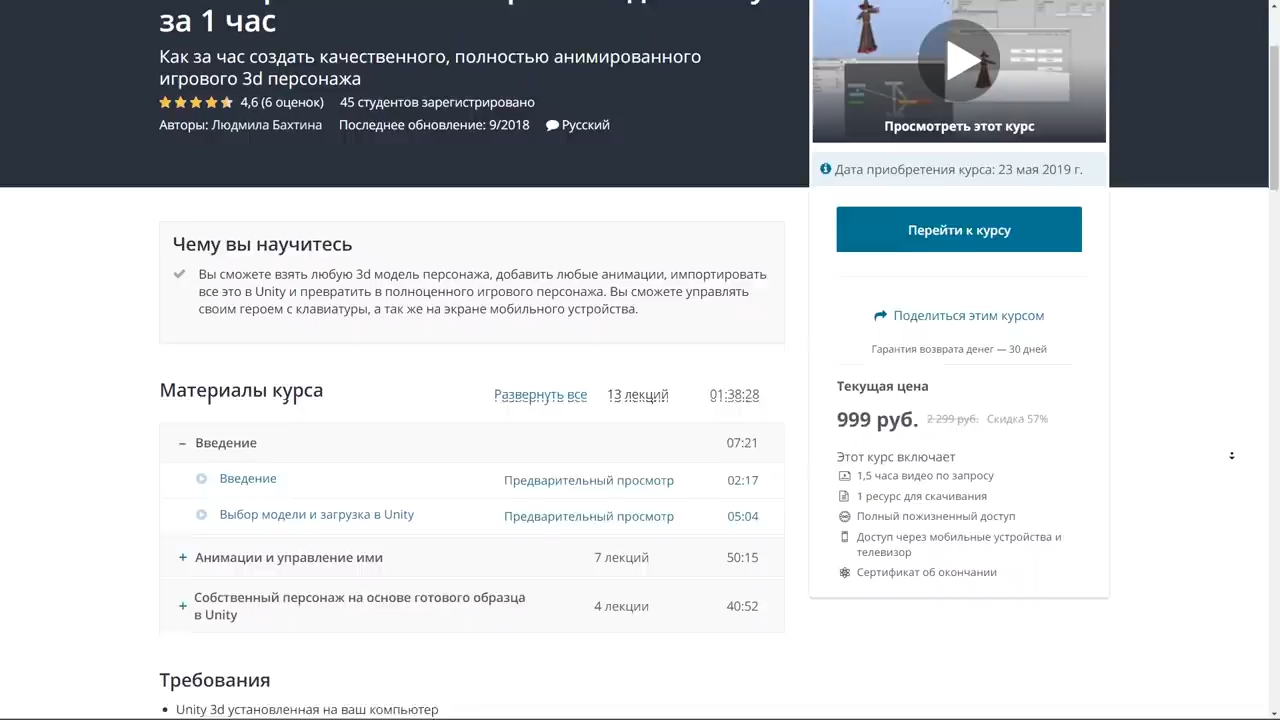 за 1 час
Как за час создать качественного, полностью анимированного
игрового 3d персонажа
4,6 (6 оценок) 45 студентов зарегистрировано
Авторы: Людмила Бахтина Последнее обновление: 9/2018 Русский
Просмотреть этот курс
Дата приобретения курса: 23 мая 2019 г.
Перейти к курсу
Поделиться этим курсом
Гарантия возврата денег — 30 дней
Текущая цена
999 руб. 2 299 руб. Скидка 57%
Этот курс включает
1,5 часа видео по запросу
1 ресурс для скачивания
Полный пожизненный доступ
Доступ через мобильные устройства и
телевизор
Сертификат об окончании
Чему вы научитесь
Вы сможете взять любую 3d модель персонажа, добавить любые анимации, импортировать
все это в Unity и превратить в полноценного игрового персонажа. Вы сможете управлять
своим героем с клавиатуры, а так же на экране мобильного устройства.
Материалы курса Развернуть все 13 лекций 01:38:28
– Введение 07:21
Введение Предварительный просмотр 02:17
Выбор модели и загрузка в Unity Предварительный просмотр 05:04
+ Анимации и управление ими 7 лекций 50:15
+ Собственный персонаж на основе готового образца
в Unity 4 лекции 40:52
Требования
• Unity 3d установленная на ваш компьютер